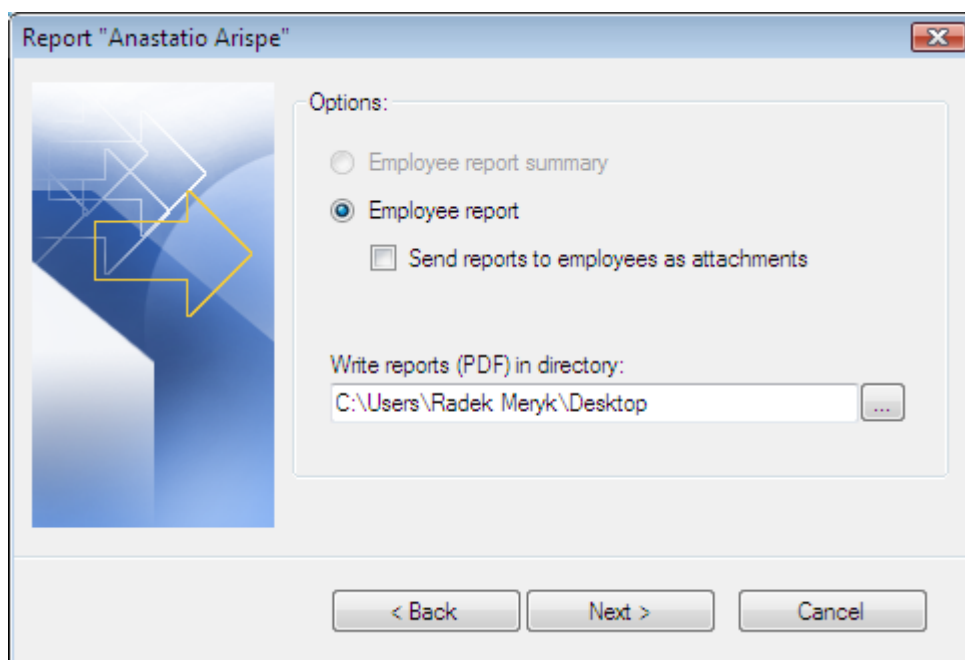 Report "Anastatio Arispe"
Options:
Employee report summary
Employee report
Send reports to employees as attachments
Write reports (PDF) in directory:
C:\Users\Radek Meryk\Desktop
...
< Back
Next >
Cancel